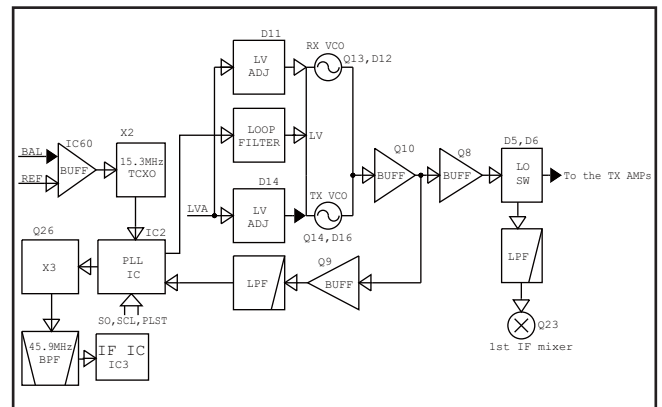 D11
RX VCO
Q13,D12
LV
ADJ
LOOP
FILTER
LV
D14
LVA
LV
ADJ
TX VCO
Q14,D16
BAL
REF
IC60
BUFF
X2
15.3MHz
TCXO
Q26
X3
IC2
PLL
IC
SO,SCL,PLST
45.9MHz
BPF
IF IC
IC3
LPF
Q9
BUFF
Q10
BUFF
Q8
BUFF
D5,D6
LO
SW
To the TX AMPs
LPF
Q23
1st IF mixer